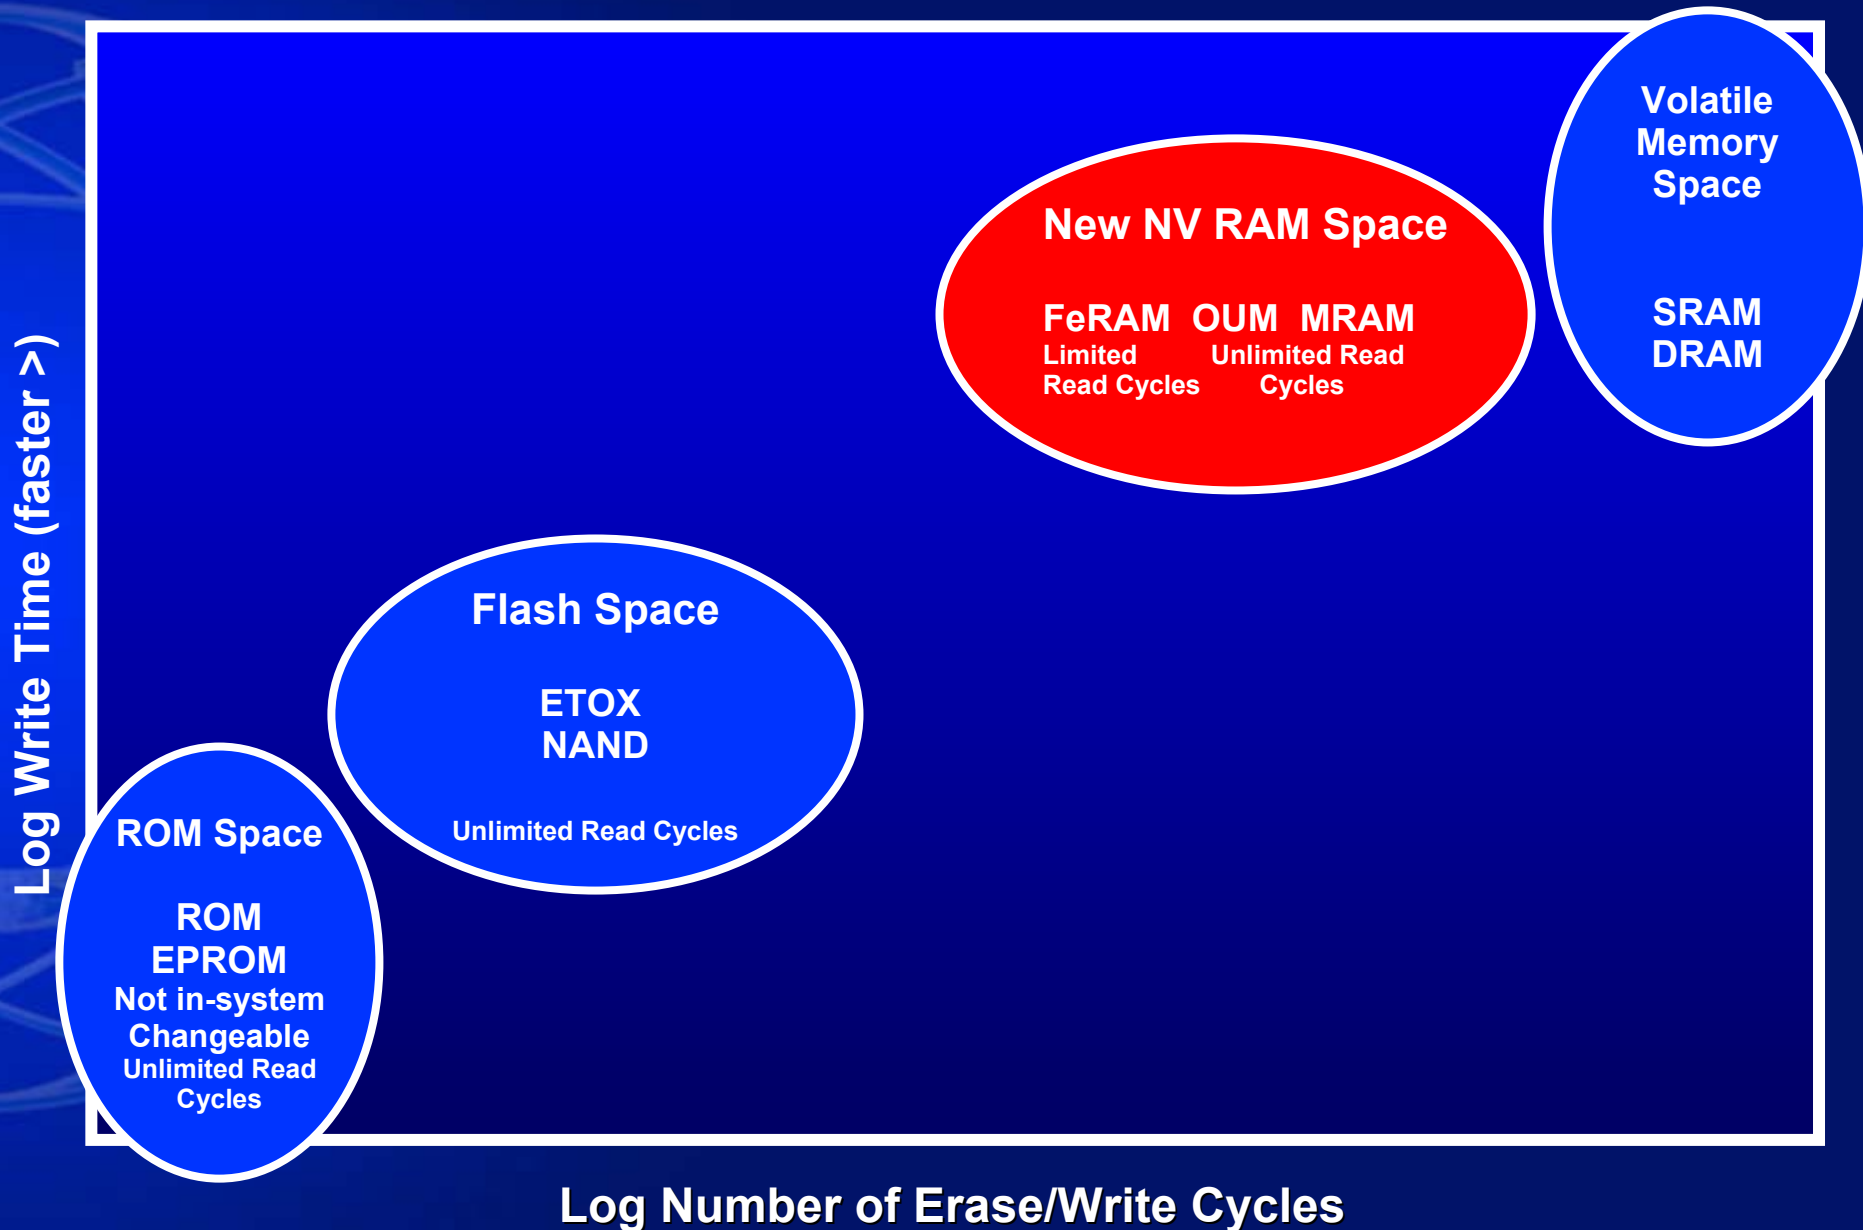 Volatile
Memory
Space
SRAM
DRAM
New NV RAM Space
FeRAM OUM MRAM
Limited Unlimited Read
Read Cycles Cycles
Flash Space
ETOX
NAND
Unlimited Read Cycles
ROM Space
ROM
EPROM
Not in-system
Changeable
Unlimited Read
Cycles
Log Write Time (faster >)
Log Number of Erase/Write Cycles